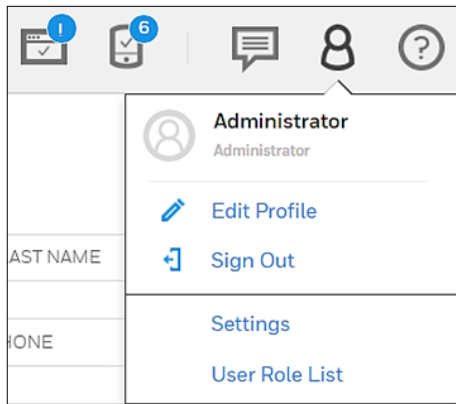 !
6
?
Administrator
Administrator
Edit Profile
AST NAME
Sign Out
Settings
HONE
User Role List